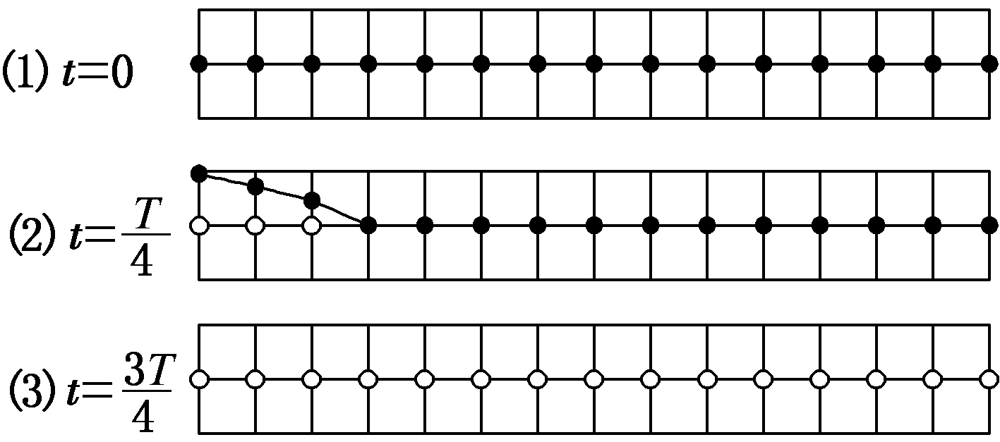 (1) t=0
(2) t=T/4
(3) t=3T/4